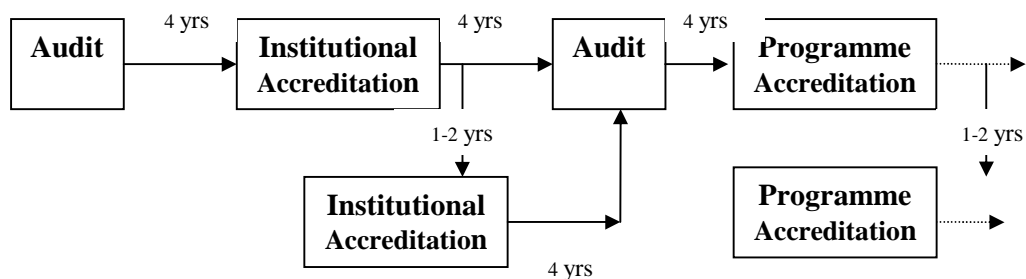 4 yrs 4 yrs 4 yrs
Audit Institutional Accreditation Audit Programme Accreditation
1-2 yrs 1-2 yrs
Institutional Accreditation Programme Accreditation
4 yrs